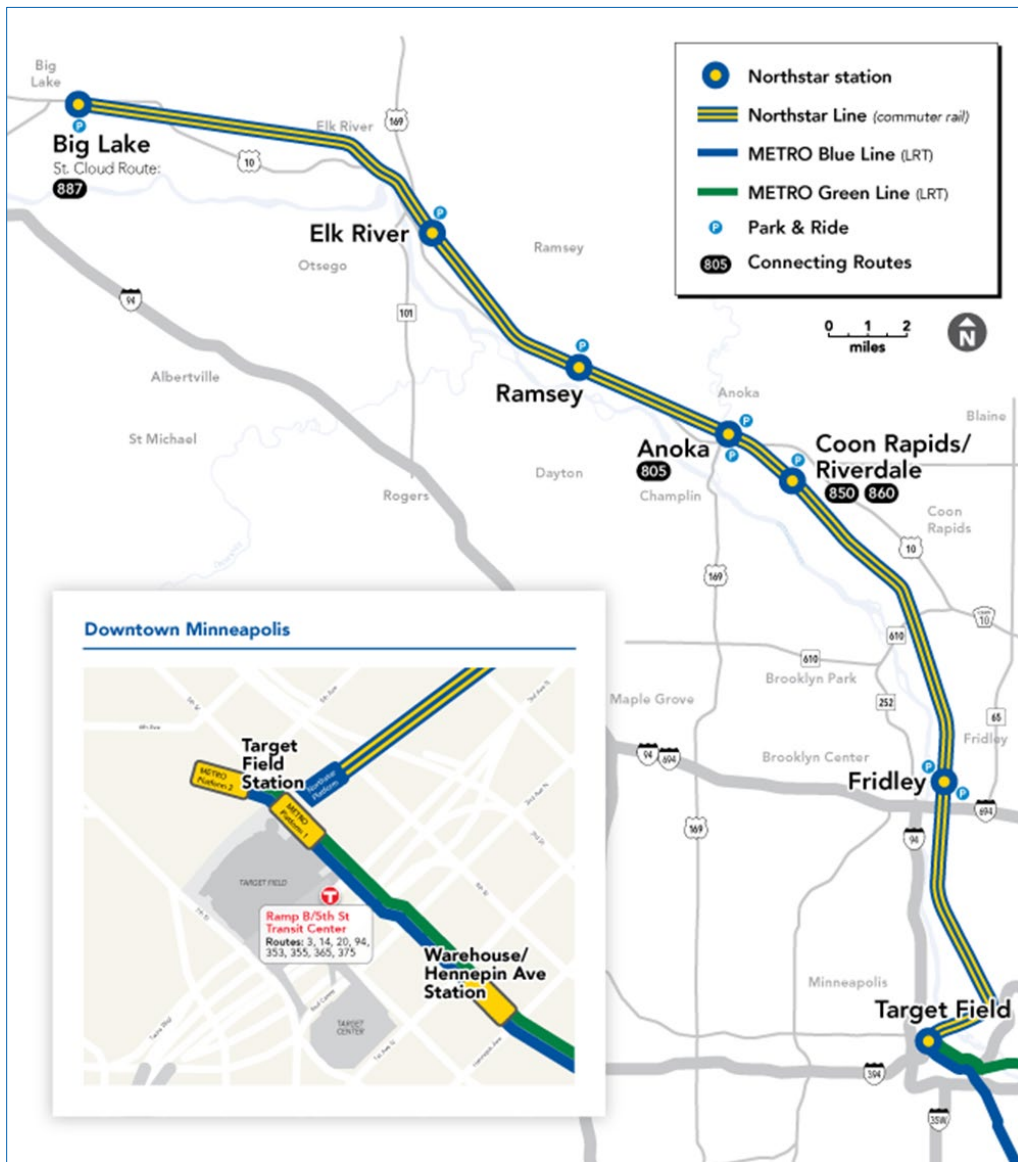 Big
Lake
Big Lake
St. Cloud Route:
887
10
Elk River
169
Elk River
Otsego
Ramsey
94
101
Albertville
St Michael
Ramsey
Rogers
Dayton
Anoka
Anoka
805
Champlin
Coon Rapids/
Riverdale
850 860
Blaine
Coon
Rapids
10
169
610
10
610
Brooklyn Park
252
Maple Grove
65
94 694
Brooklyn Center
Fridley
Fridley
694
169
94
Minneapolis
Target Field
394
35W
Northstar station
Northstar Line (commuter rail)
METRO Blue Line (LRT)
METRO Green Line (LRT)
P Park & Ride
805 Connecting Routes
0 1 2
miles
N
Downtown Minneapolis
Target
Field
Station
METRO
Platform 2
Northstar
Platform
METRO
Platform 1
TARGET FIELD
T
Ramp B/5th St
Transit Center
Routes: 3, 14, 20, 94,
353, 355, 365, 375
Warehouse/
Hennepin Ave
Station
TARGET
CENTER
1st Ave N
Hennepin Ave